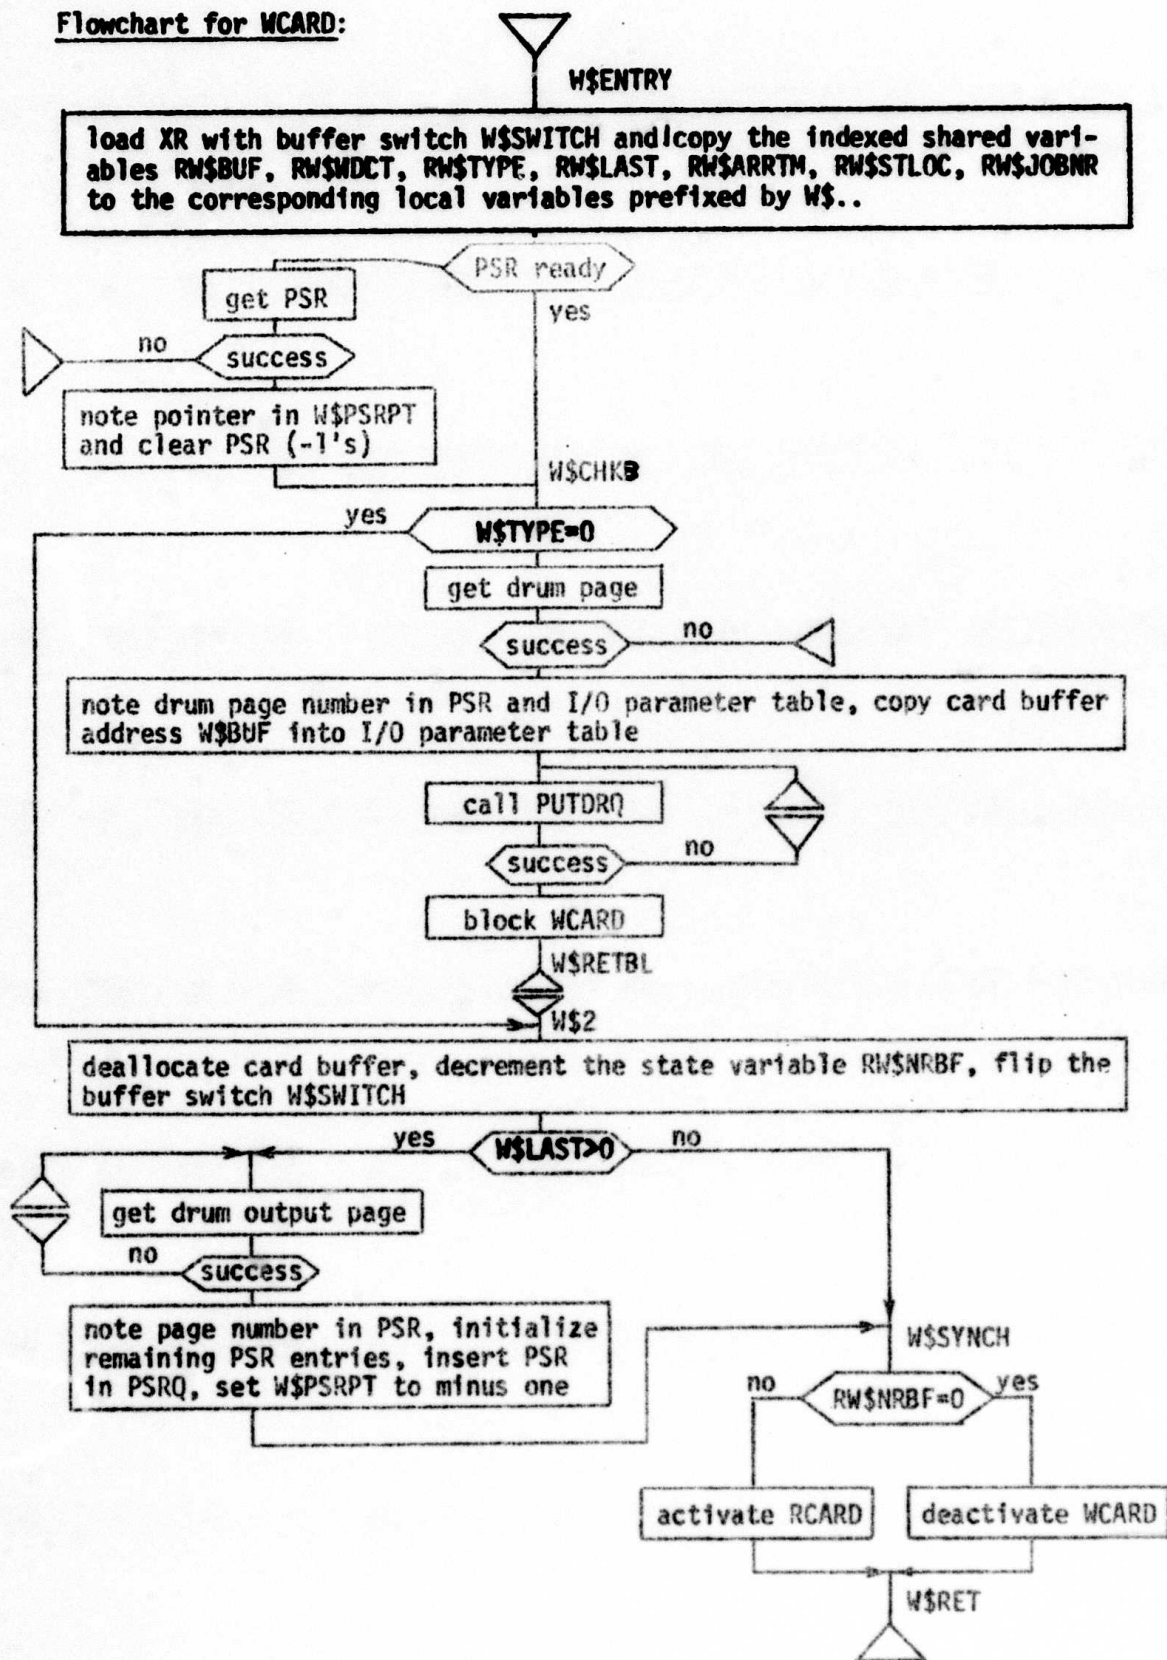 Flowchart for WCARD:
W$ENTRY
load XR with buffer switch W$SWITCH and copy the indexed shared vari-
ables RW$BUF, RW$WDCT, RW$TYPE, RW$LAST, RW$ARRTM, RW$STLOC, RW$JOBNR
to the corresponding local variables prefixed by W$..
PSR ready
get PSR
yes
no
success
note pointer in W$PSRPT
and clear PSR (-1's)
W$CHKB
yes
W$TYPE=0
get drum page
success
no
note drum page number in PSR and I/O parameter table, copy card buffer
address W$BUF into I/O parameter table
call PUTDRQ
success
no
block WCARD
W$RETBL
W$2
deallocate card buffer, decrement the state variable RW$NRBF, flip the
buffer switch W$SWITCH
yes
W$LAST>0
no
get drum output page
no
success
note page number in PSR, initialize
remaining PSR entries, insert PSR
in PSRQ, set W$PSRPT to minus one
W$SYNCH
no
RW$NRBF=0
yes
activate RCARD
deactivate WCARD
W$RET